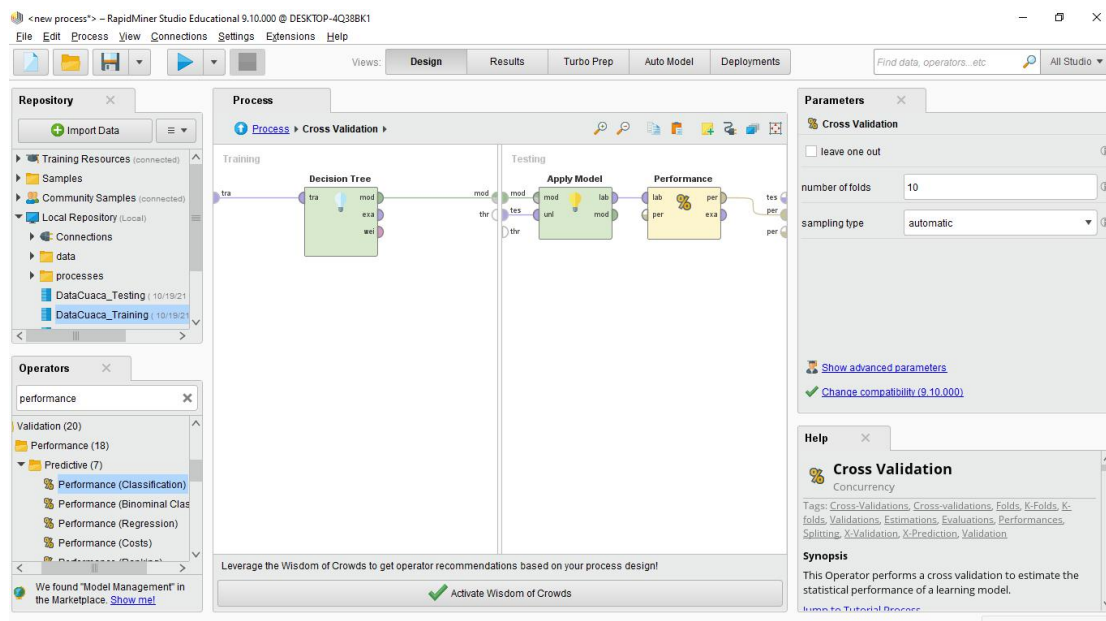 <new process*> – RapidMiner Studio Educational 9.10.000 @ DESKTOP-4Q38BK1
File Edit Process View Connections Settings Extensions Help
Views: Design Results Turbo Prep Auto Model Deployments
Find data, operators...etc All Studio
Repository
Import Data
Training Resources (connected)
Samples
Community Samples (connected)
Local Repository (Local)
Connections
data
processes
DataCuaca_Testing ( 10/19/21
DataCuaca_Training ( 10/19/21
Operators
performance
Validation (20)
Performance (18)
Predictive (7)
Performance (Classification)
Performance (Binominal Clas
Performance (Regression)
Performance (Costs)
We found "Model Management" in
the Marketplace. Show me!
Process
Process Cross Validation
Training
Decision Tree
tra tra mod mod
exa thr
wei
Testing
Apply Model Performance
mod mod lab lab per tes
tes unl mod per exa per
thr per
Leverage the Wisdom of Crowds to get operator recommendations based on your process design!
Activate Wisdom of Crowds
Parameters
Cross Validation
leave one out
number of folds 10
sampling type automatic
Show advanced parameters
Change compatibility (9.10.000)
Help
Cross Validation
Concurrency
Tags: Cross-Validations, Cross-validations, Folds, K-Folds, K-
folds, Validations, Estimations, Evaluations, Performances,
Splitting, X-Validation, X-Prediction, Validation
Synopsis
This Operator performs a cross validation to estimate the
statistical performance of a learning model.
Jump to Tutorial Process